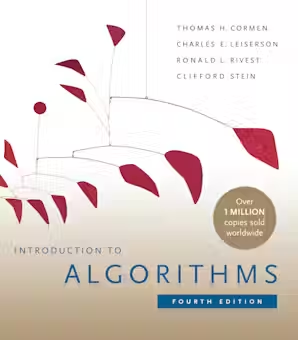 THOMAS H. CORMEN
CHARLES E. LEISERSON
RONALD L. RIVEST
CLIFFORD STEIN
Over
1 MILLION
copies sold
worldwide
INTRODUCTION TO
ALGORITHMS
FOURTH EDITION